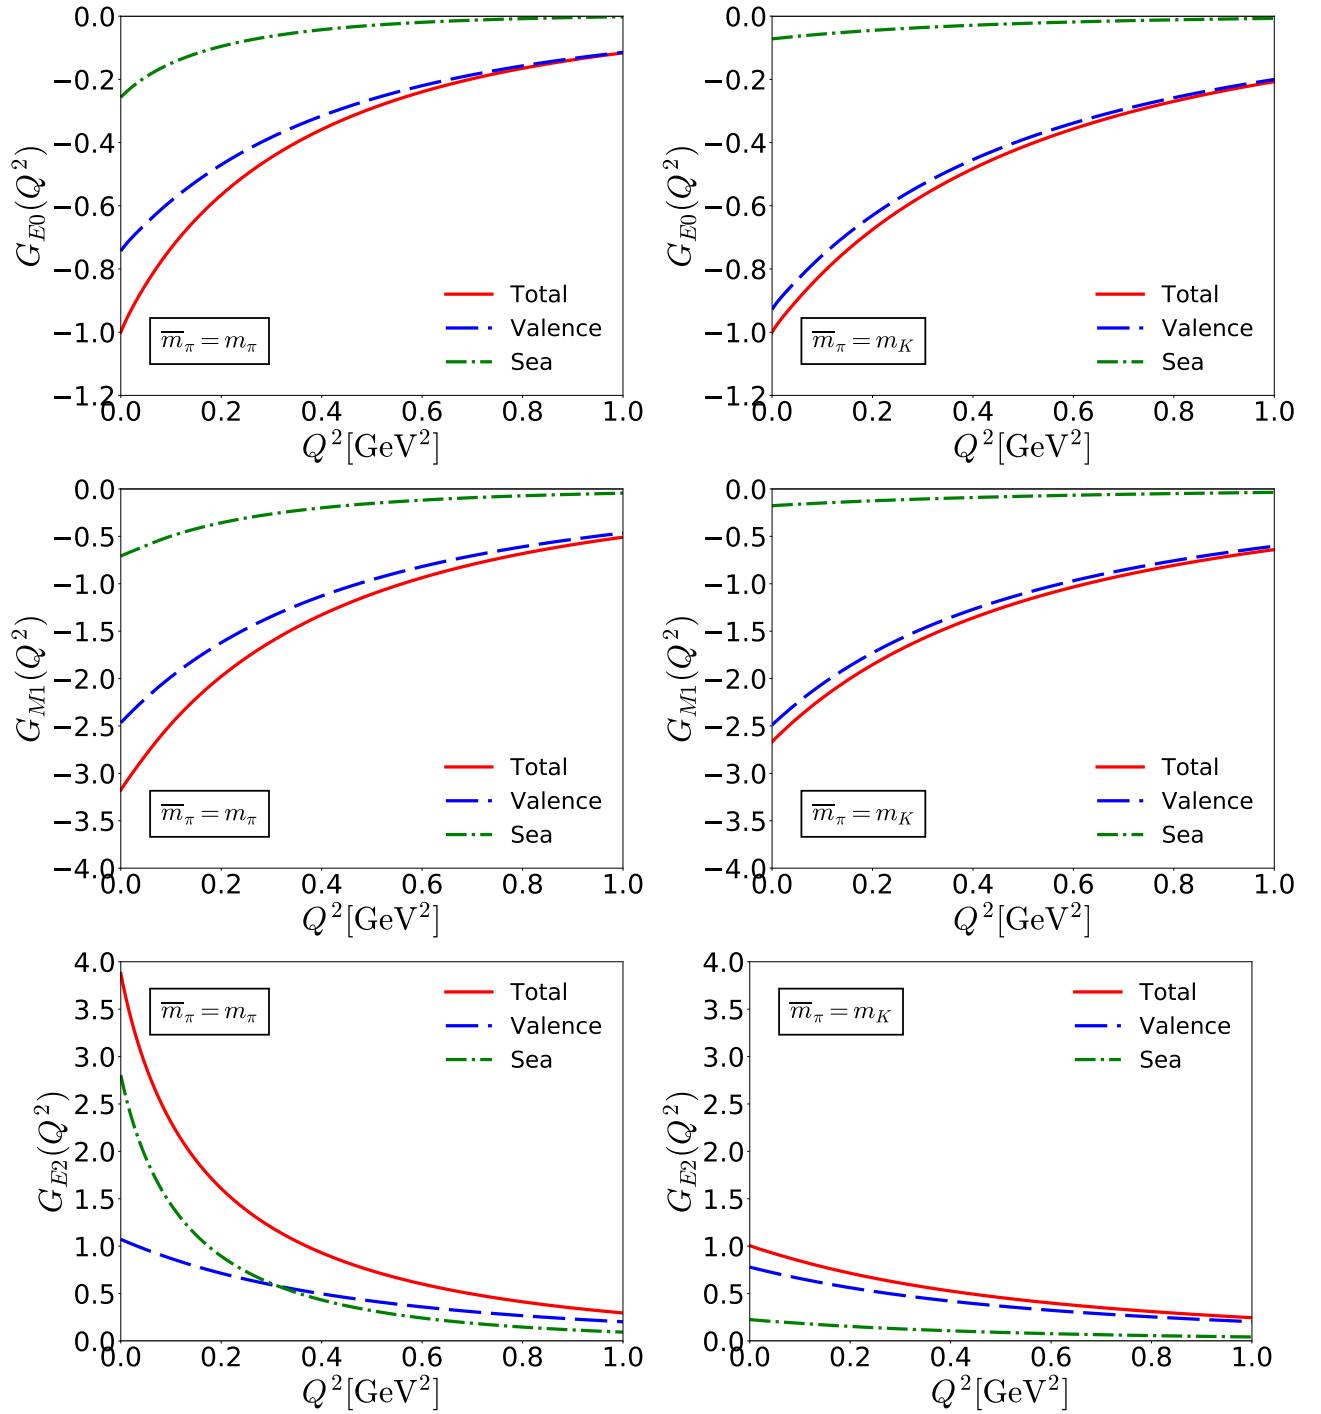 0.0
−0.2
−0.4
−0.6
−0.8
−1.0
−1.2
0.0 0.2 0.4 0.6 0.8 1.0
G_{E0}(Q^2)
Q^2[GeV^2]
Total
Valence
Sea
\overline{m}_π = m_π
0.0
−0.2
−0.4
−0.6
−0.8
−1.0
−1.2
0.0 0.2 0.4 0.6 0.8 1.0
G_{E0}(Q^2)
Q^2[GeV^2]
Total
Valence
Sea
\overline{m}_π = m_K
0.0
−0.5
−1.0
−1.5
−2.0
−2.5
−3.0
−3.5
−4.0
0.0 0.2 0.4 0.6 0.8 1.0
G_{M1}(Q^2)
Q^2[GeV^2]
Total
Valence
Sea
\overline{m}_π = m_π
0.0
−0.5
−1.0
−1.5
−2.0
−2.5
−3.0
−3.5
−4.0
0.0 0.2 0.4 0.6 0.8 1.0
G_{M1}(Q^2)
Q^2[GeV^2]
Total
Valence
Sea
\overline{m}_π = m_K
4.0
3.5
3.0
2.5
2.0
1.5
1.0
0.5
0.0
0.0 0.2 0.4 0.6 0.8 1.0
G_{E2}(Q^2)
Q^2[GeV^2]
\overline{m}_π = m_π
Total
Valence
Sea
4.0
3.5
3.0
2.5
2.0
1.5
1.0
0.5
0.0
0.0 0.2 0.4 0.6 0.8 1.0
G_{E2}(Q^2)
Q^2[GeV^2]
\overline{m}_π = m_K
Total
Valence
Sea